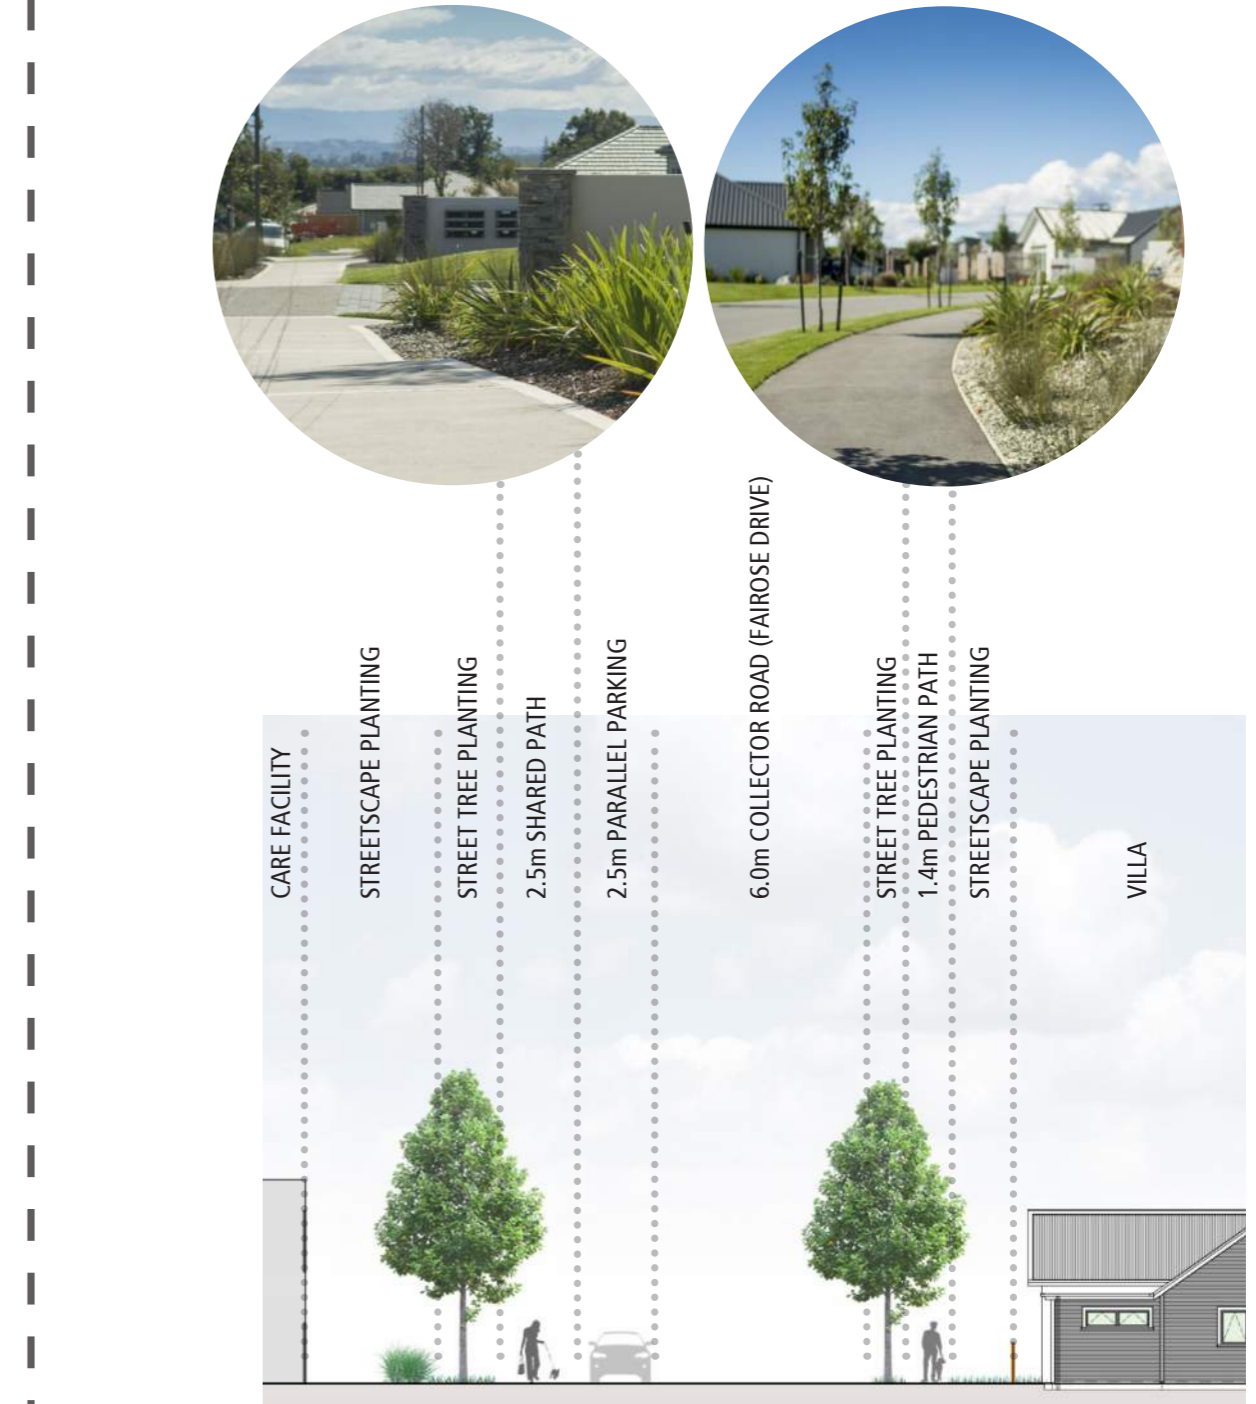 CARE FACILITY
STREETSCAPE PLANTING
STREET TREE PLANTING
2.5m SHARED PATH
2.5m PARALLEL PARKING
6.0m COLLECTOR ROAD (FAIROSE DRIVE)
STREET TREE PLANTING
1.4m PEDESTRIAN PATH
STREETSCAPE PLANTING
VILLA